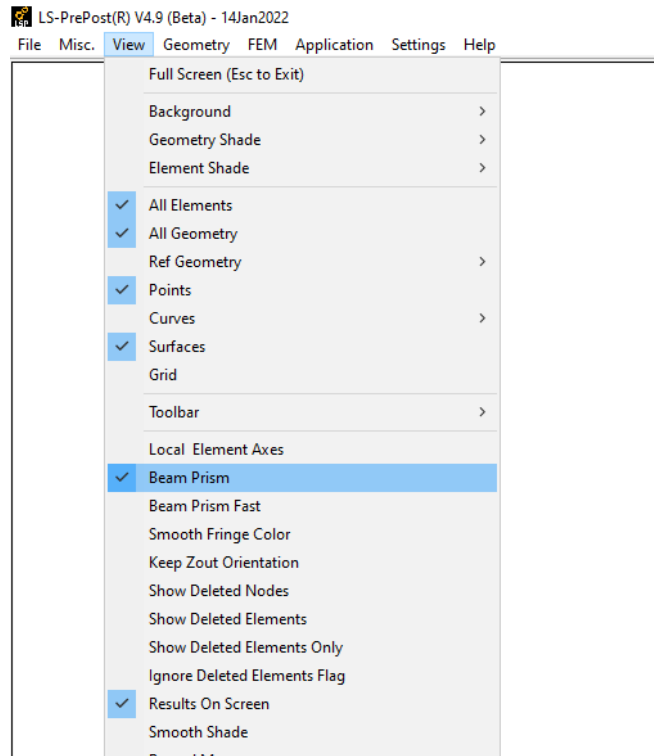 LS-PrePost(R) V4.9 (Beta) - 14Jan2022
File Misc. View Geometry FEM Application Settings Help
Full Screen (Esc to Exit)
Background
Geometry Shade
Element Shade
All Elements
All Geometry
Ref Geometry
Points
Curves
Surfaces
Grid
Toolbar
Local Element Axes
Beam Prism
Beam Prism Fast
Smooth Fringe Color
Keep Zout Orientation
Show Deleted Nodes
Show Deleted Elements
Show Deleted Elements Only
Ignore Deleted Elements Flag
Results On Screen
Smooth Shade